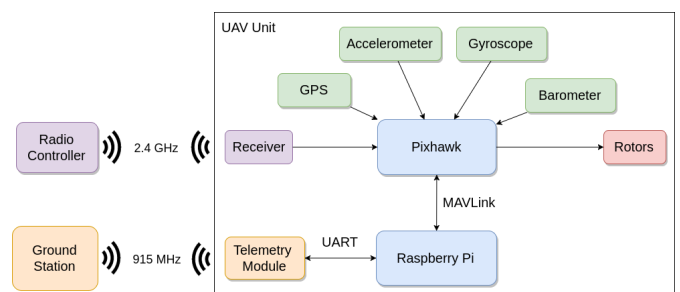 UAV Unit
Accelerometer
Gyroscope
GPS
Barometer
Radio
Controller
2.4 GHz
Receiver
Pixhawk
Rotors
MAVLink
Ground
Station
915 MHz
Telemetry
Module
UART
Raspberry Pi